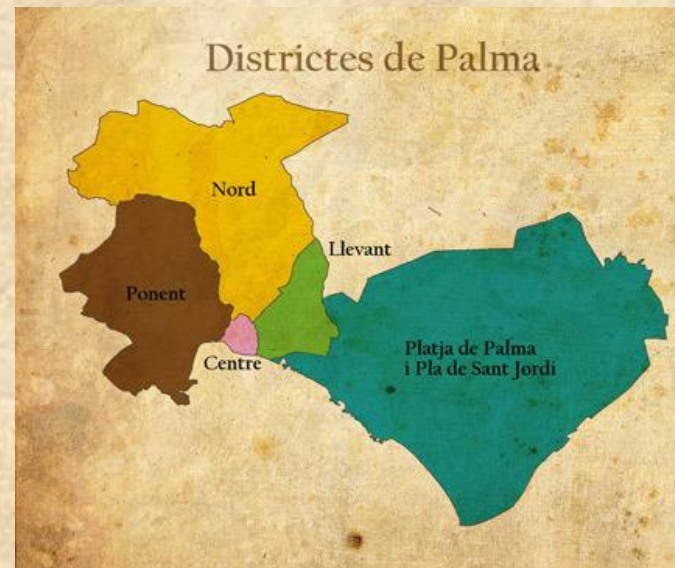 Districtes de Palma
Nord
Llevant
Ponent
Centre
Platja de Palma
i Pla de Sant Jordi